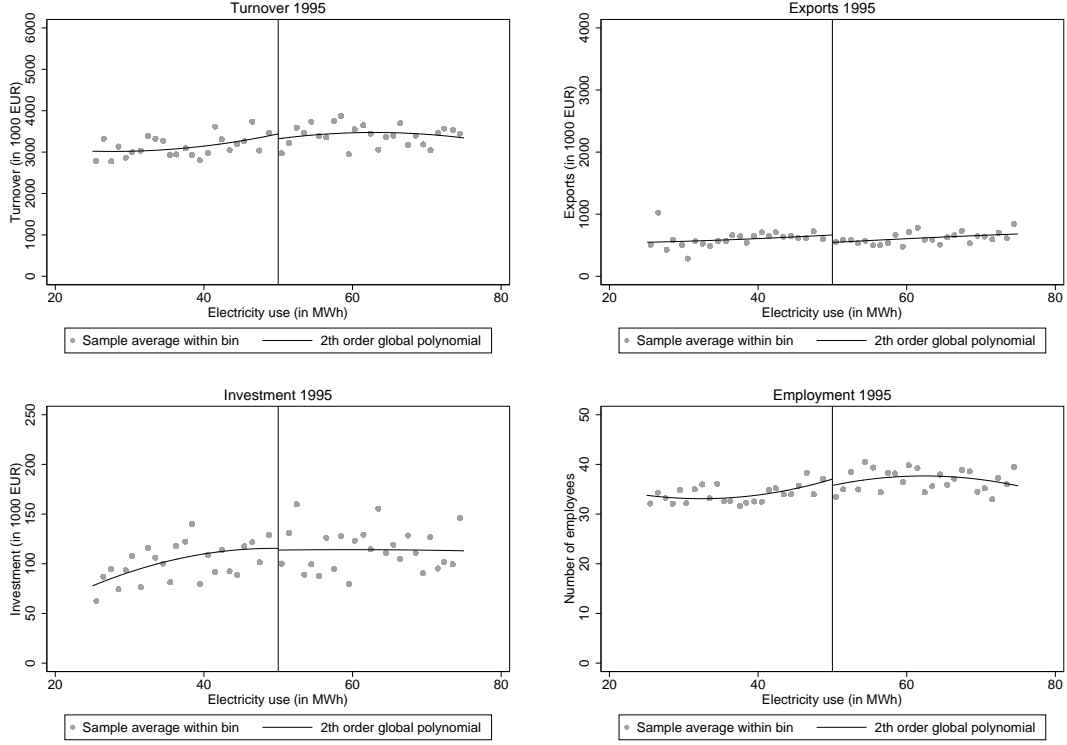 Turnover 1995
Turnover (in 1000 EUR)
0 1000 2000 3000 4000 5000 6000
20 40 60 80
Electricity use (in MWh)
Sample average within bin 2th order global polynomial
Exports 1995
Exports (in 1000 EUR)
0 1000 2000 3000 4000
20 40 60 80
Electricity use (in MWh)
Sample average within bin 2th order global polynomial
Investment 1995
Investment (in 1000 EUR)
0 50 100 150 200 250
20 40 60 80
Electricity use (in MWh)
Sample average within bin 2th order global polynomial
Employment 1995
Number of employees
0 10 20 30 40 50
20 40 60 80
Electricity use (in MWh)
Sample average within bin 2th order global polynomial